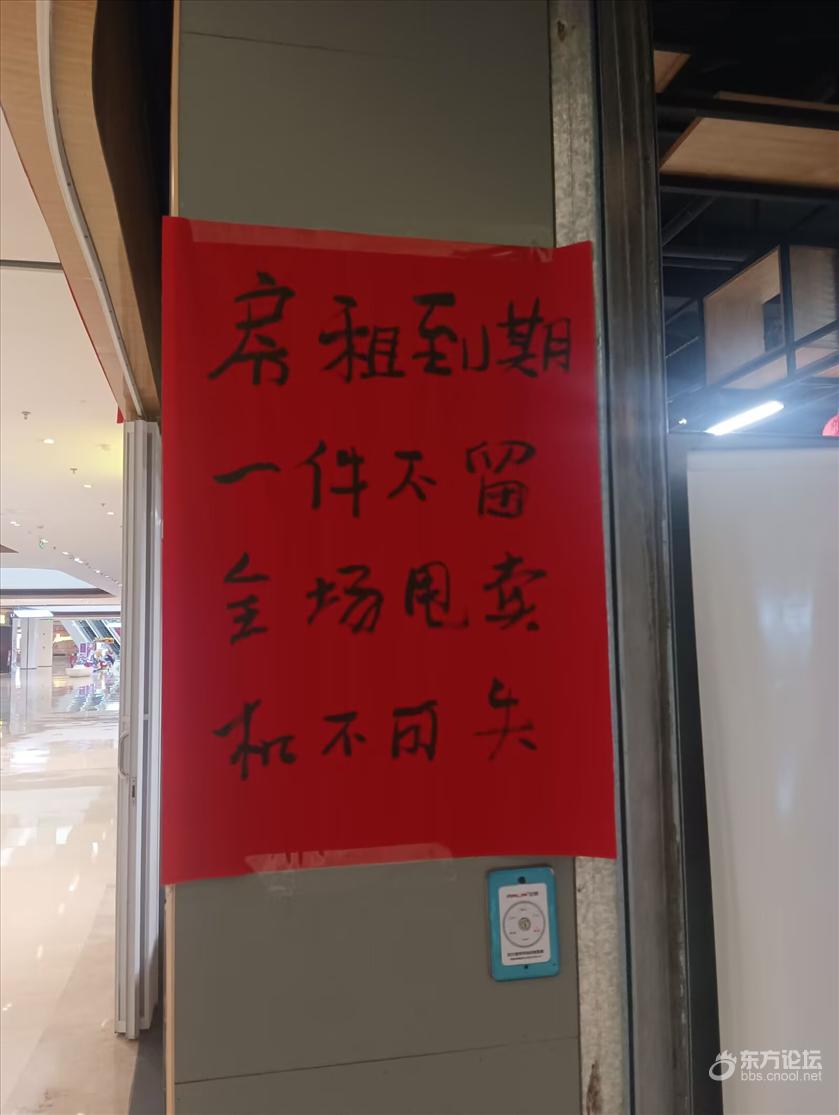 房租到期
一件不留
全场甩卖
机不可失
东方论坛
bbs.cnool.net